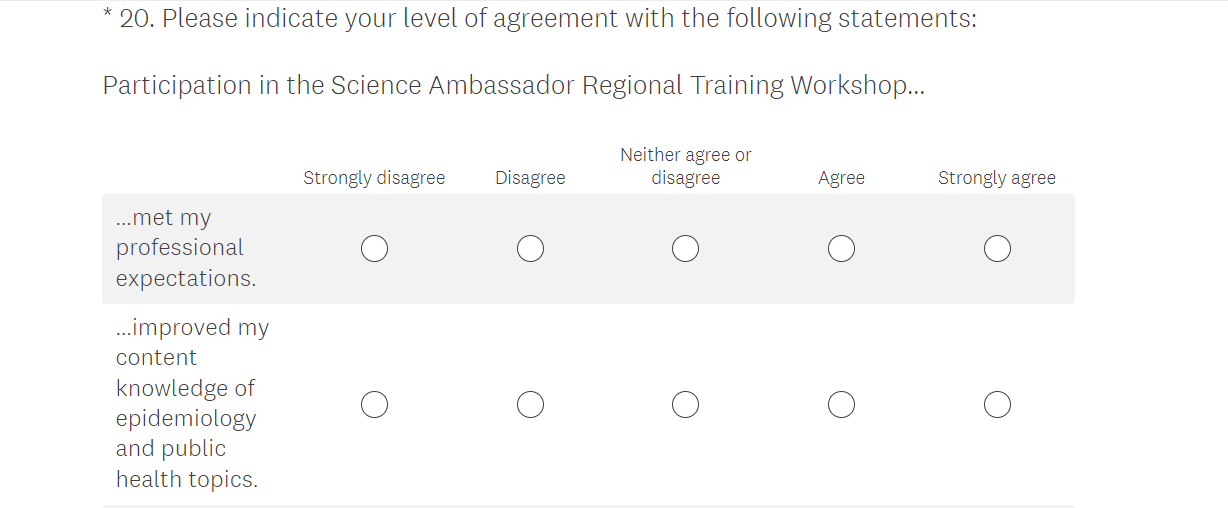 * 20. Please indicate your level of agreement with the following statements:
Participation in the Science Ambassador Regional Training Workshop...
Strongly disagree
Disagree
Neither agree or
disagree
Agree
Strongly agree
...met my
professional
expectations.
...improved my
content
knowledge of
epidemiology
and public
health topics.